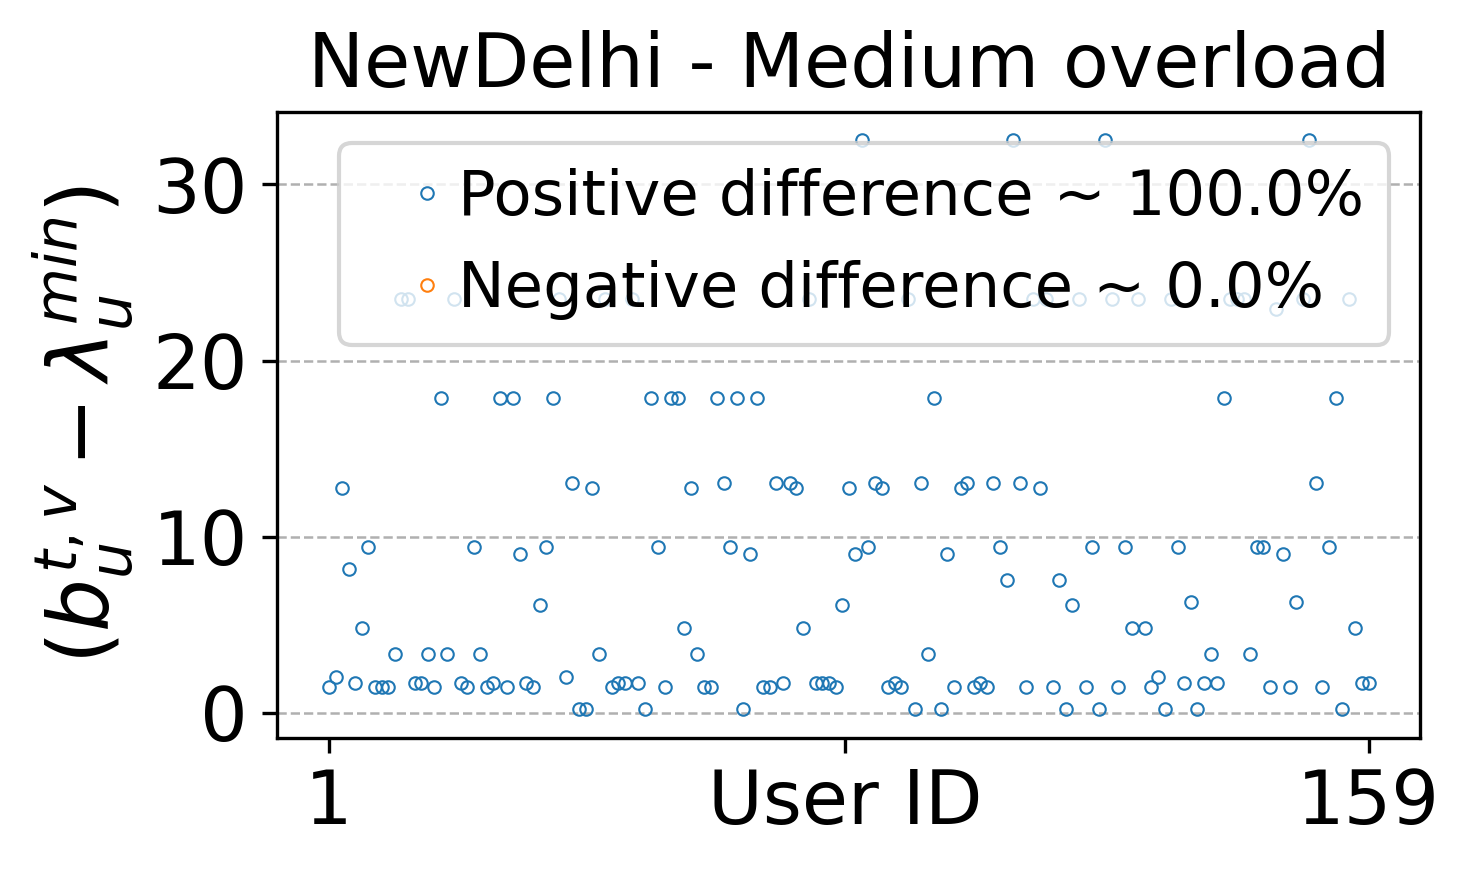 NewDelhi - Medium overload
30
20
10
0
(b_u^{t, v} − λ_u^{min})
Positive difference ~ 100.0%
Negative difference ~ 0.0%
1
User ID
159